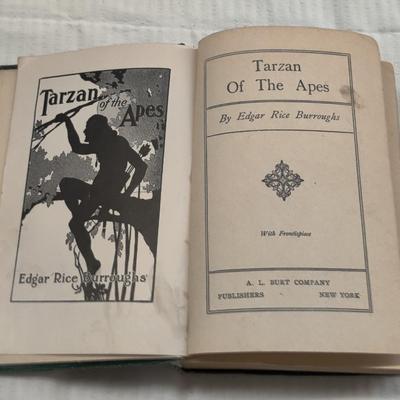 Tarzan
of the
Apes
Edgar Rice Burroughs
Tarzan
Of The Apes
By Edgar Rice Burroughs
With Frontispiece
A. L. BURT COMPANY
PUBLISHERS NEW YORK